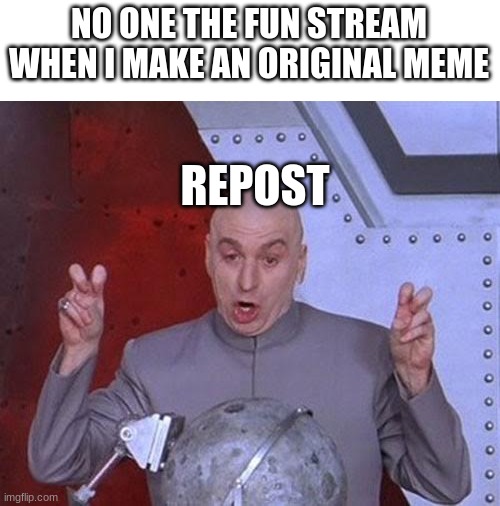 NO ONE THE FUN STREAM
WHEN I MAKE AN ORIGINAL MEME
REPOST
imgflip.com